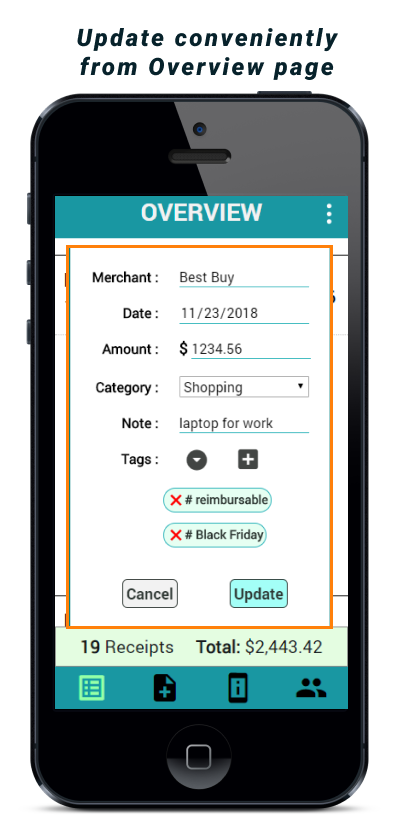 Update conveniently
from Overview page
OVERVIEW
Merchant : Best Buy
Date : 11/23/2018
Amount : $ 1234.56
Category : Shopping
Note : laptop for work
Tags :
# reimbursable
# Black Friday
Cancel Update
19 Receipts Total: $2,443.42